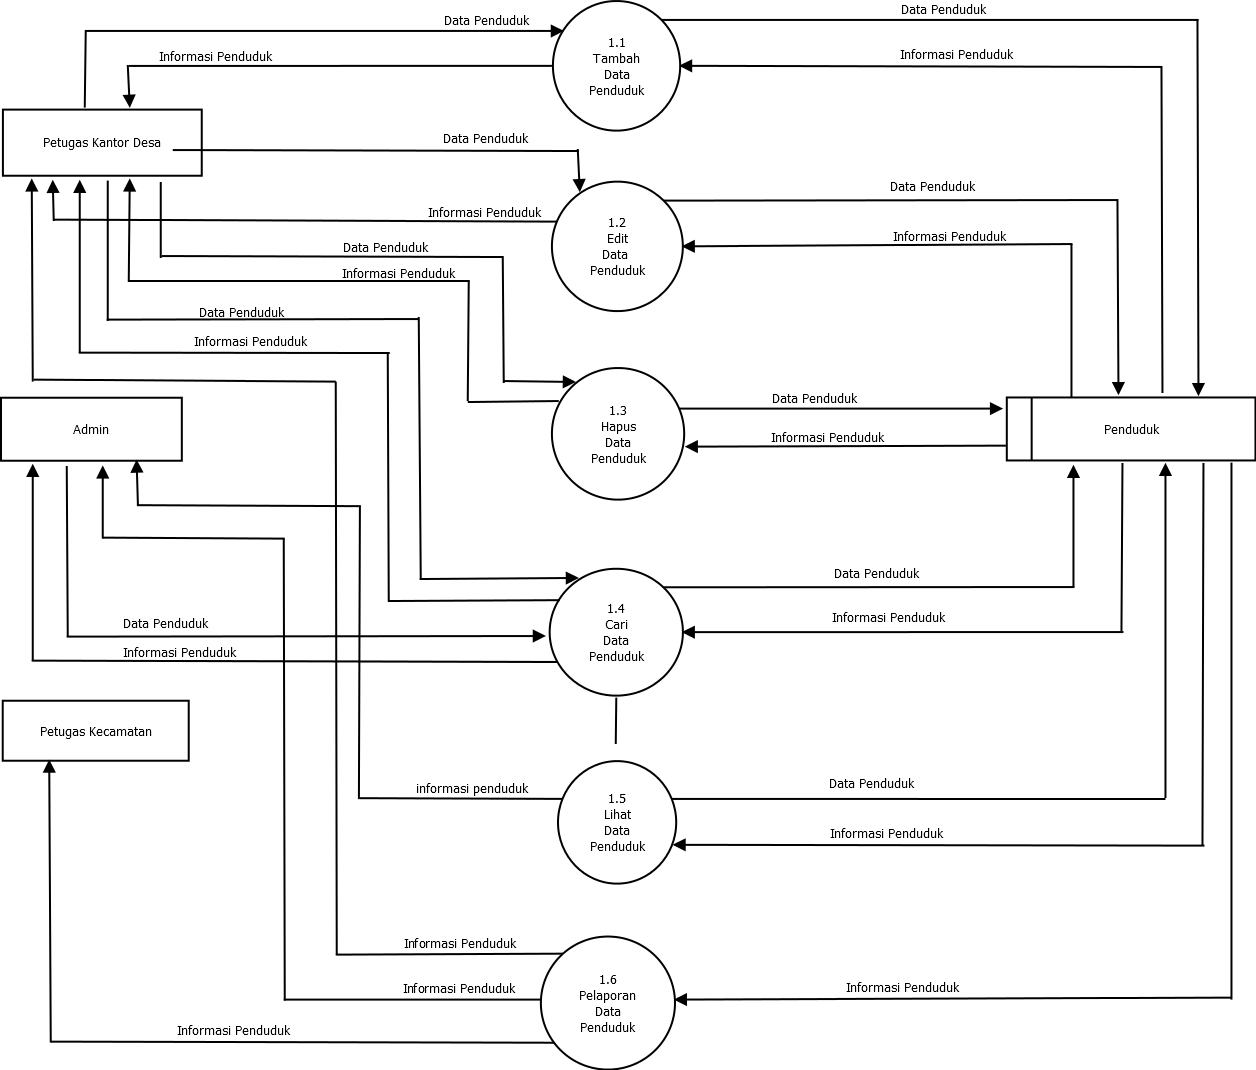 Data Penduduk
Data Penduduk
1.1
Tambah
Data
Penduduk
Informasi Penduduk
Informasi Penduduk
Petugas Kantor Desa
Data Penduduk
Data Penduduk
Informasi Penduduk
1.2
Edit
Data
Penduduk
Informasi Penduduk
Data Penduduk
Informasi Penduduk
Data Penduduk
Informasi Penduduk
Admin
1.3
Hapus
Data
Penduduk
Data Penduduk
Informasi Penduduk
Penduduk
Data Penduduk
Informasi Penduduk
1.4
Cari
Data
Penduduk
Data Penduduk
Informasi Penduduk
Petugas Kecamatan
informasi penduduk
1.5
Lihat
Data
Penduduk
Data Penduduk
Informasi Penduduk
Informasi Penduduk
Informasi Penduduk
Informasi Penduduk
1.6
Pelaporan
Data
Penduduk
Informasi Penduduk